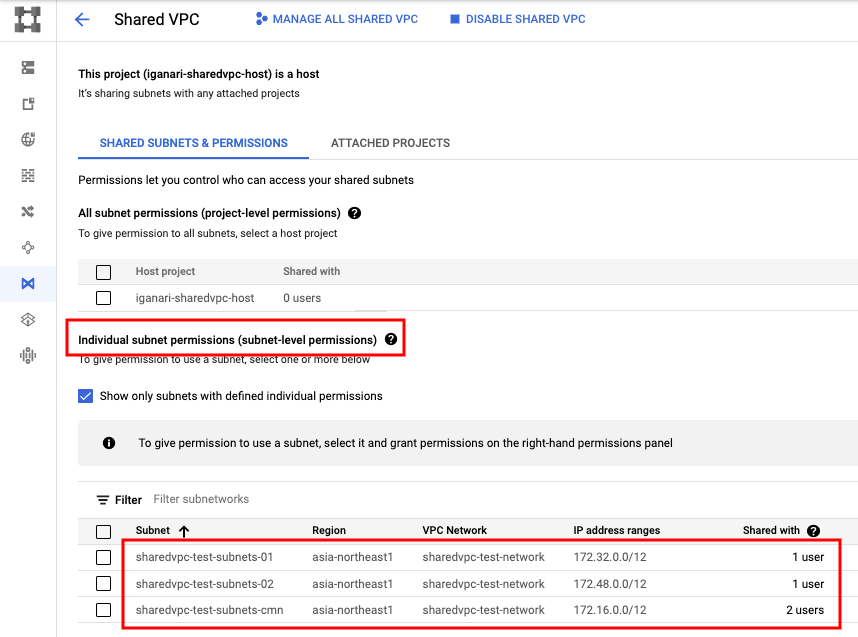 Shared VPC
MANAGE ALL SHARED VPC
DISABLE SHARED VPC
This project (iganari-sharedvpc-host) is a host
It's sharing subnets with any attached projects
SHARED SUBNETS & PERMISSIONS
ATTACHED PROJECTS
Permissions let you control who can access your shared subnets
All subnet permissions (project-level permissions) ?
To give permission to all subnets, select a host project
Host project Shared with
iganari-sharedvpc-host 0 users
Individual subnet permissions (subnet-level permissions) ?
To give permission to use a subnet, select one or more below
Show only subnets with defined individual permissions
To give permission to use a subnet, select it and grant permissions on the right-hand permissions panel
Filter Filter subnetworks
Subnet Region VPC Network IP address ranges Shared with ?
sharedvpc-test-subnets-01 asia-northeast1 sharedvpc-test-network 172.32.0.0/12 1 user
sharedvpc-test-subnets-02 asia-northeast1 sharedvpc-test-network 172.48.0.0/12 1 user
sharedvpc-test-subnets-cmn asia-northeast1 sharedvpc-test-network 172.16.0.0/12 2 users